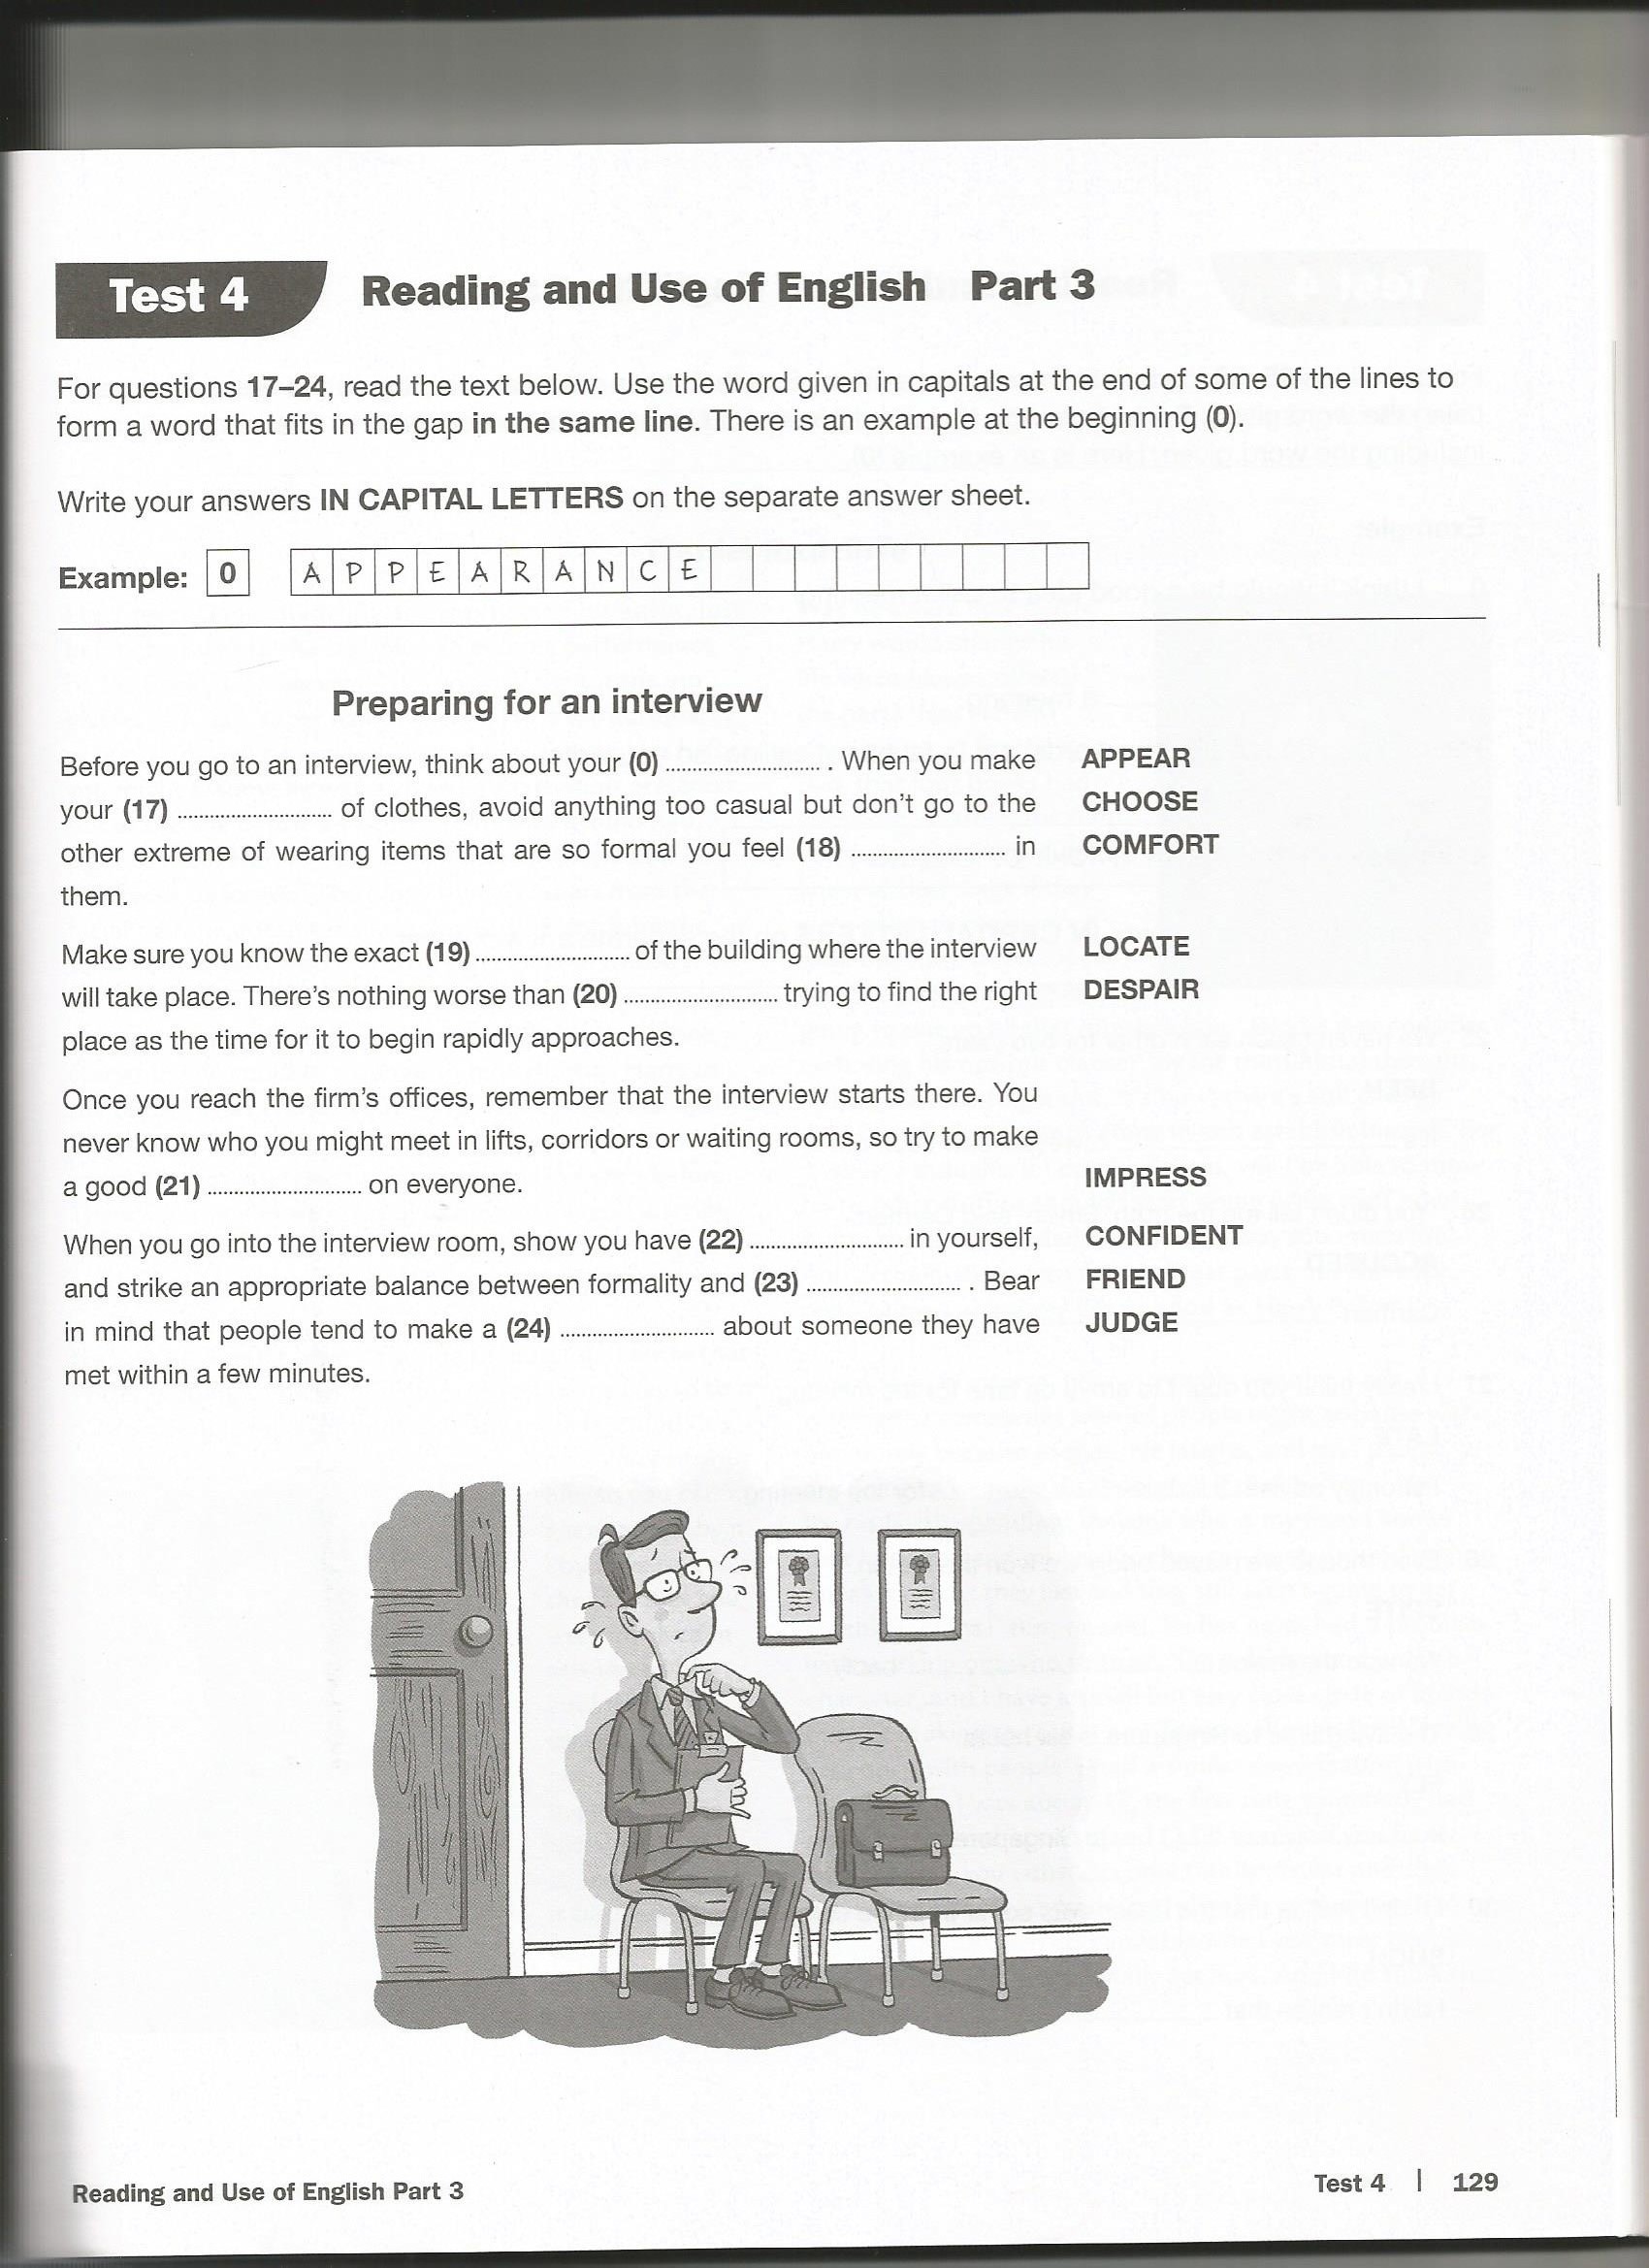 Test 4 Reading and Use of English Part 3
For questions 17–24, read the text below. Use the word given in capitals at the end of some of the lines to
form a word that fits in the gap in the same line. There is an example at the beginning (0).
Write your answers IN CAPITAL LETTERS on the separate answer sheet.
Example: 0 APPEARANCE
Preparing for an interview
Before you go to an interview, think about your (0) ............................ . When you make APPEAR
your (17) ............................ of clothes, avoid anything too casual but don't go to the CHOOSE
other extreme of wearing items that are so formal you feel (18) ............................ in COMFORT
them.
Make sure you know the exact (19) ............................ of the building where the interview LOCATE
will take place. There's nothing worse than (20) ............................ trying to find the right DESPAIR
place as the time for it to begin rapidly approaches.
Once you reach the firm's offices, remember that the interview starts there. You
never know who you might meet in lifts, corridors or waiting rooms, so try to make
a good (21) ............................ on everyone. IMPRESS
When you go into the interview room, show you have (22) ............................ in yourself, CONFIDENT
and strike an appropriate balance between formality and (23) ............................ . Bear FRIEND
in mind that people tend to make a (24) ............................ about someone they have JUDGE
met within a few minutes.
Reading and Use of English Part 3 Test 4 | 129